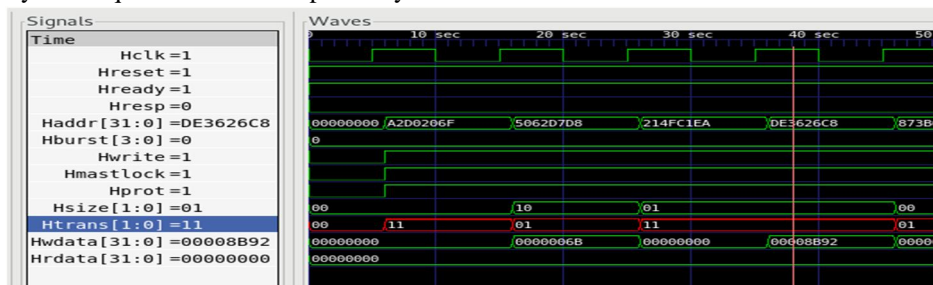 Signals
Waves
Time
10 sec 20 sec 30 sec 40 sec 50
Hclk=1
Hreset=1
Hready=1
Hresp=0
Haddr[31:0]=DE3626C8 00000000 A2D0206F 5062D7D8 214FC1EA DE3626C8 873B
Hburst[3:0]=0 0
Hwrite=1
Hmastlock=1
Hprot=1
Hsize[1:0]=01 00 10 01 00
Htrans[1:0]=11 00 11 01 11 01
Hwdata[31:0]=00008B92 00000000 0000006B 00000000 00008B92 0000
Hrdata[31:0]=00000000 00000000